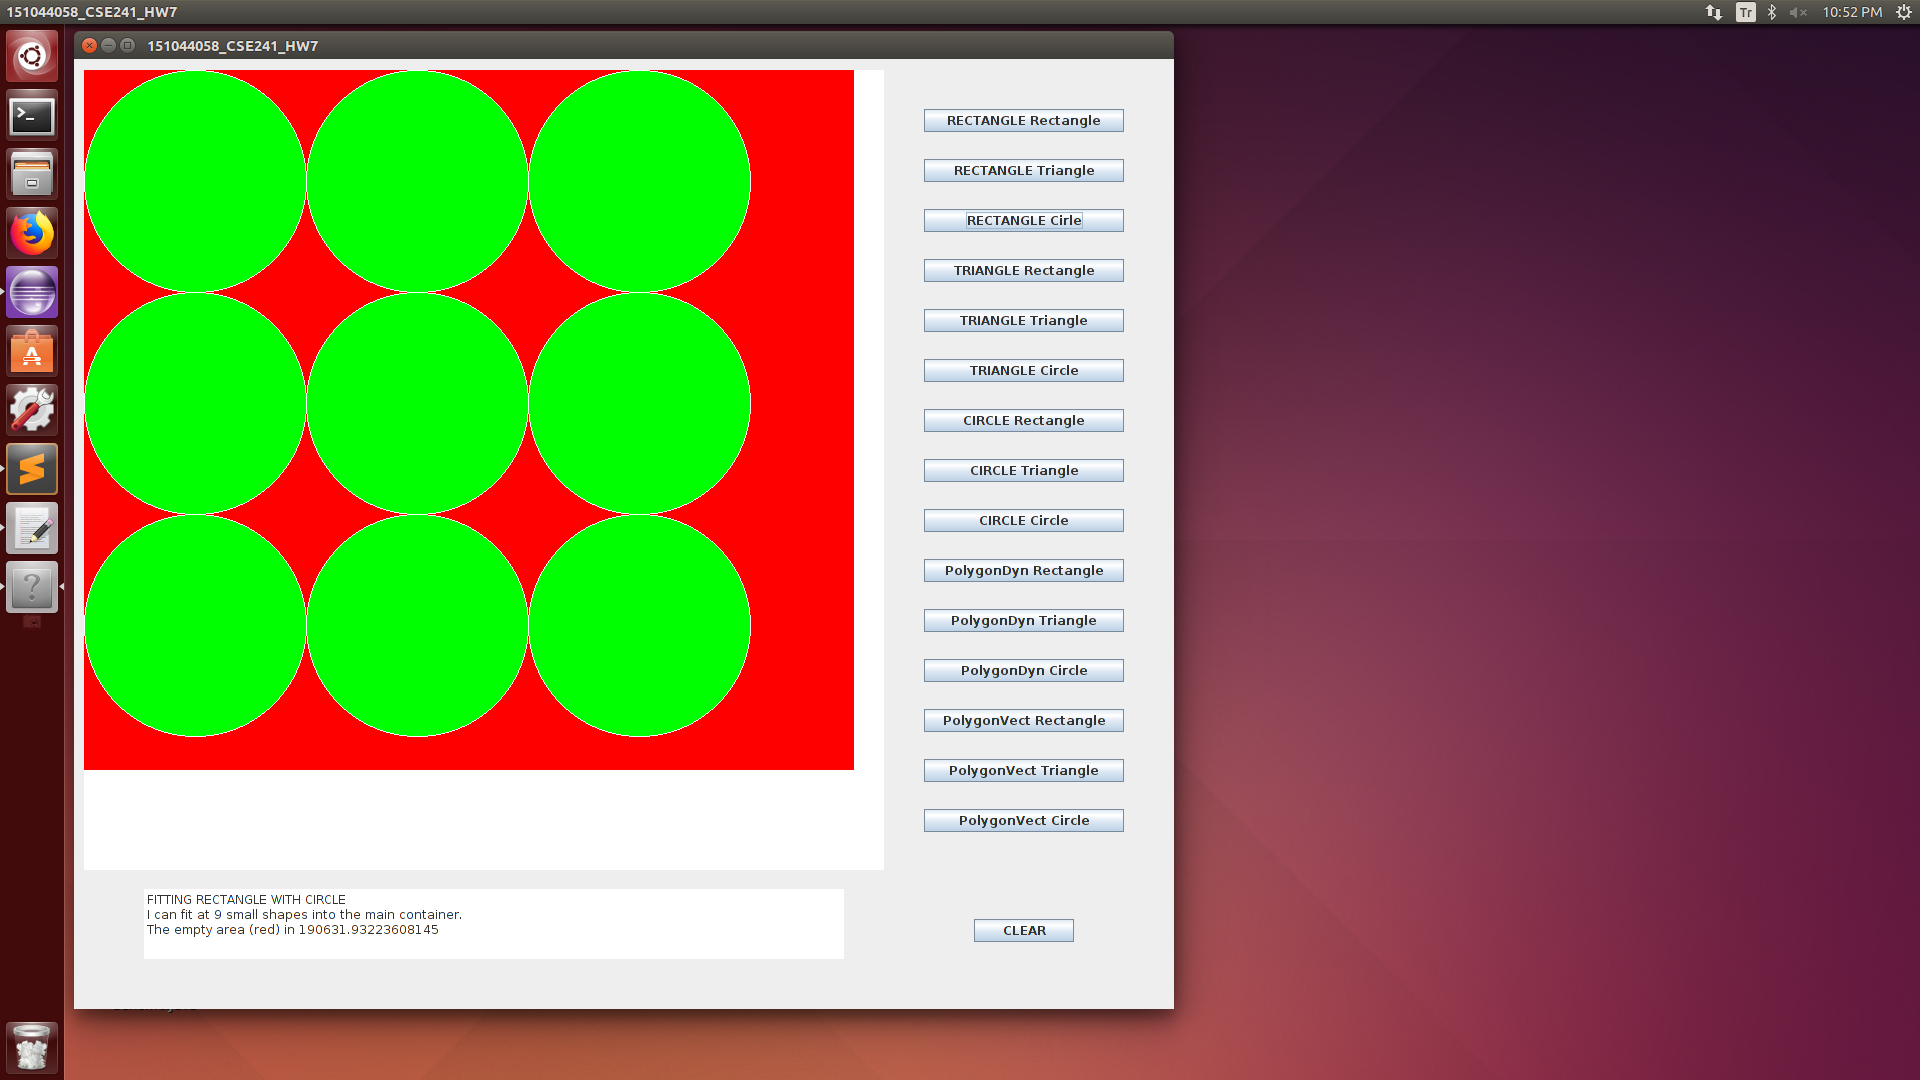 151044058_CSE241_HW7
Tr
10:52 PM
151044058_CSE241_HW7
RECTANGLE Rectangle
RECTANGLE Triangle
RECTANGLE Cirle
TRIANGLE Rectangle
TRIANGLE Triangle
TRIANGLE Circle
CIRCLE Rectangle
CIRCLE Triangle
CIRCLE Circle
PolygonDyn Rectangle
PolygonDyn Triangle
PolygonDyn Circle
PolygonVect Rectangle
PolygonVect Triangle
PolygonVect Circle
FITTING RECTANGLE WITH CIRCLE
I can fit at 9 small shapes into the main container.
The empty area (red) in 190631.93223608145
CLEAR